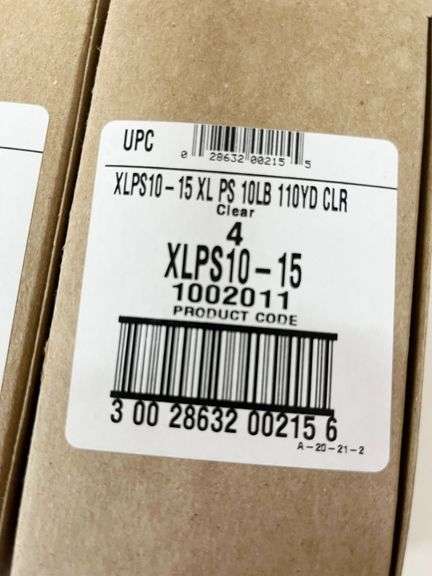 UPC
0 28632 00215 5
XLPS10-15 XL PS 10LB 110YD CLR
Clear
4
XLPS10-15
1002011
PRODUCT CODE
3 00 28632 00215 6
A-20-21-2